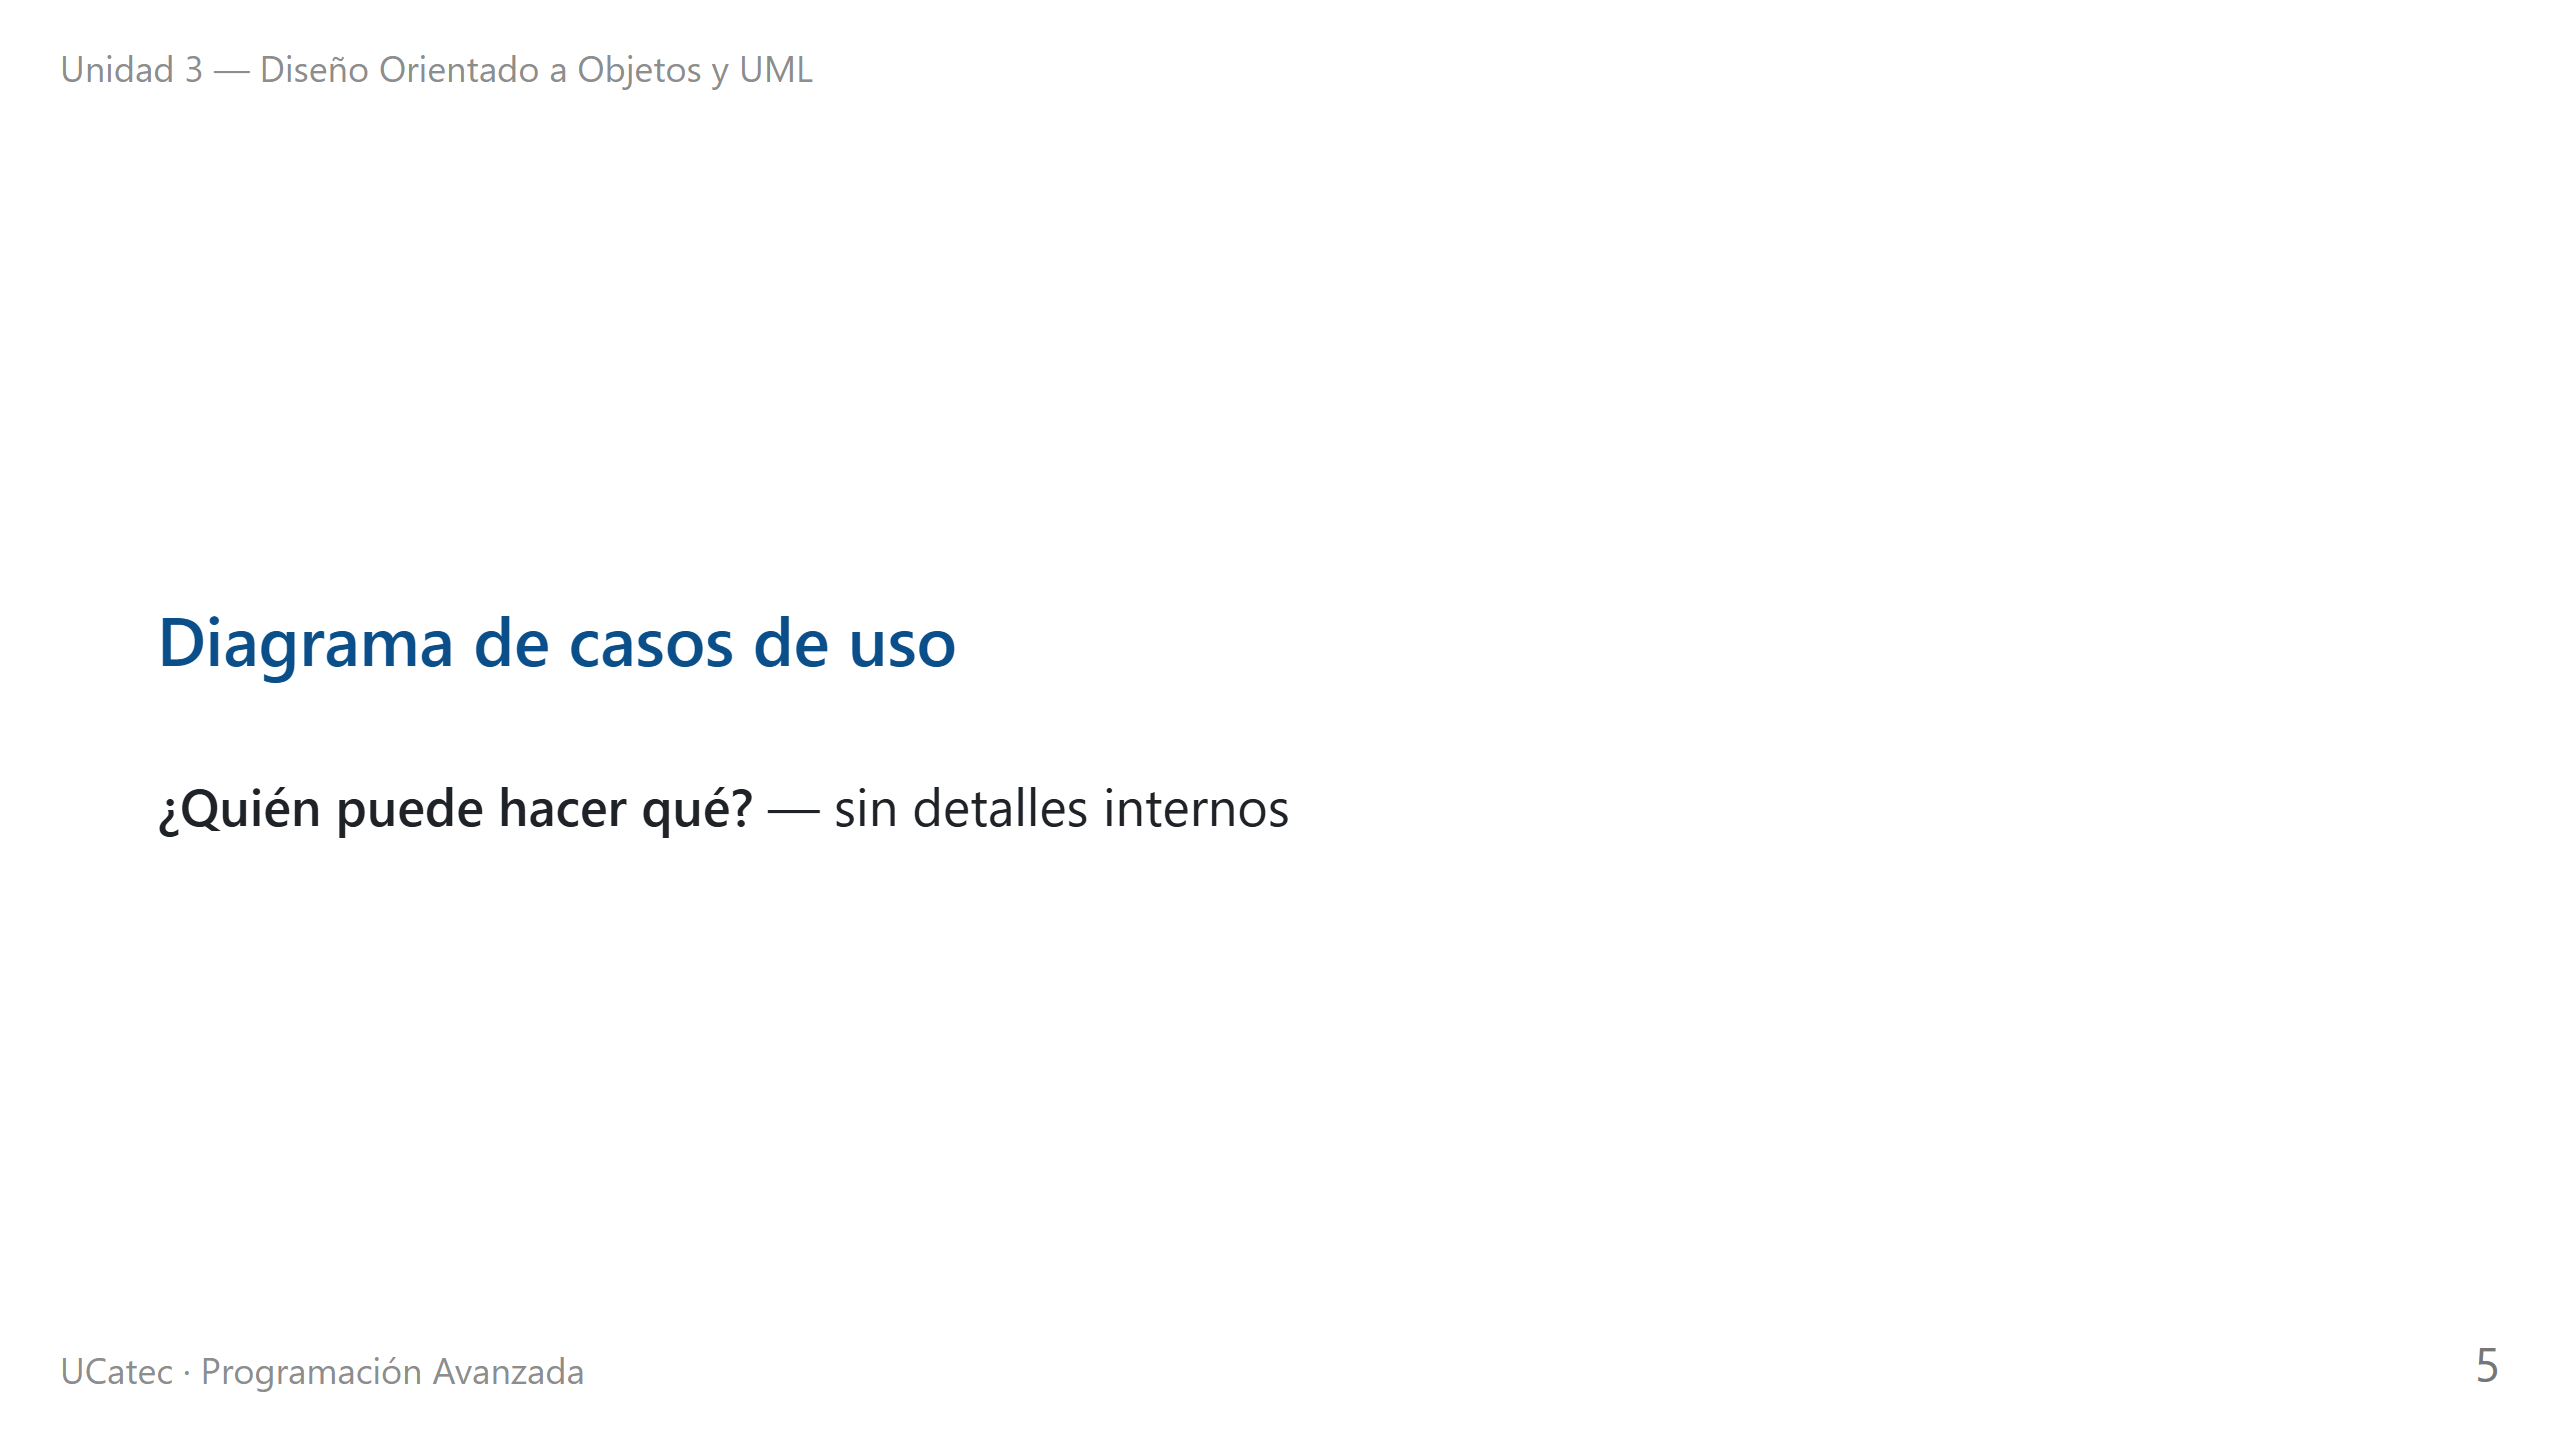 Unidad 3 — Diseño Orientado a Objetos y UML
Diagrama de casos de uso
¿Quién puede hacer qué? — sin detalles internos
UCatec · Programación Avanzada
5